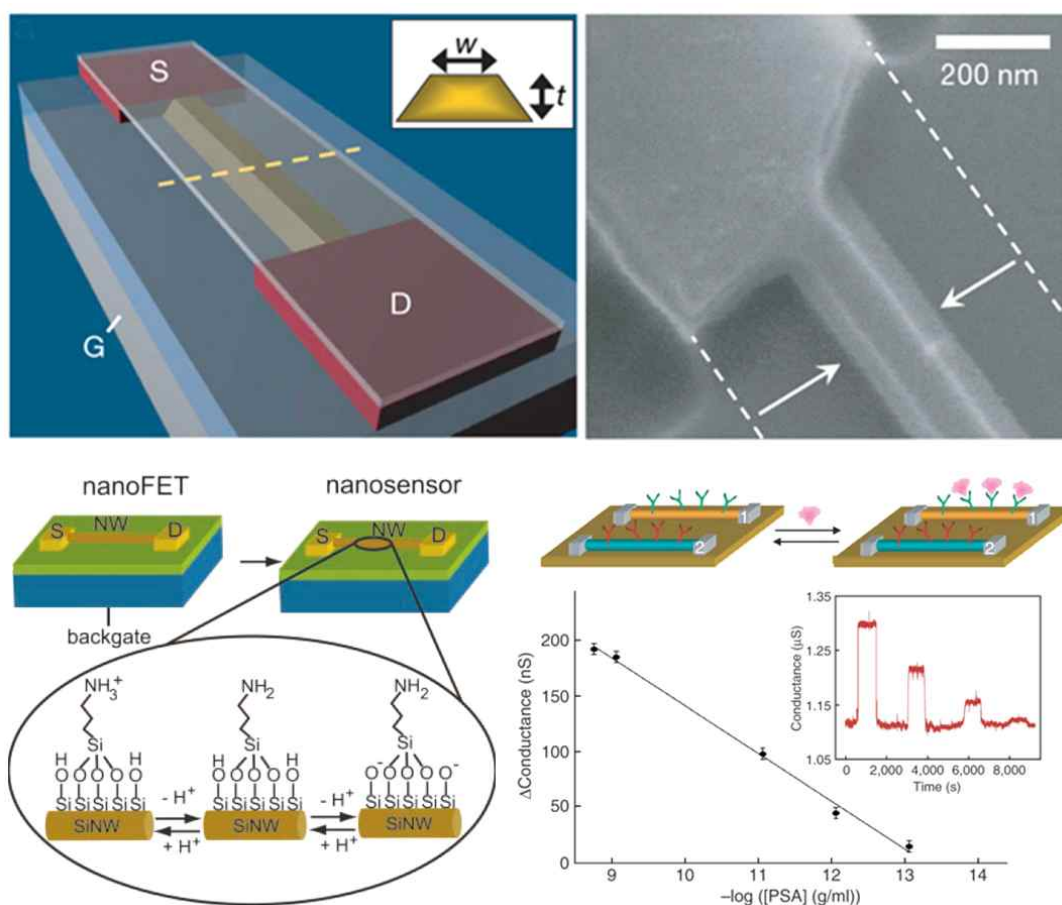 S
w
t
D
G
200 nm
nanoFET
nanosensor
S NW D
S NW D
backgate
1
2
1
2
NH₃⁺
NH₂
NH₂
Si
Si
Si
H H
H H
O O O O O
O O O O O
O⁻ O O O O⁻
Si Si Si Si Si
Si Si Si Si Si
Si Si Si Si Si
- H⁺
+ H⁺
- H⁺
+ H⁺
SiNW
SiNW
SiNW
ΔConductance (nS)
200
150
100
50
0
9 10 11 12 13 14
–log ([PSA] (g/ml))
Conductance (µS)
1.35
1.25
1.15
1.05
0 2,000 4,000 6,000 8,000
Time (s)